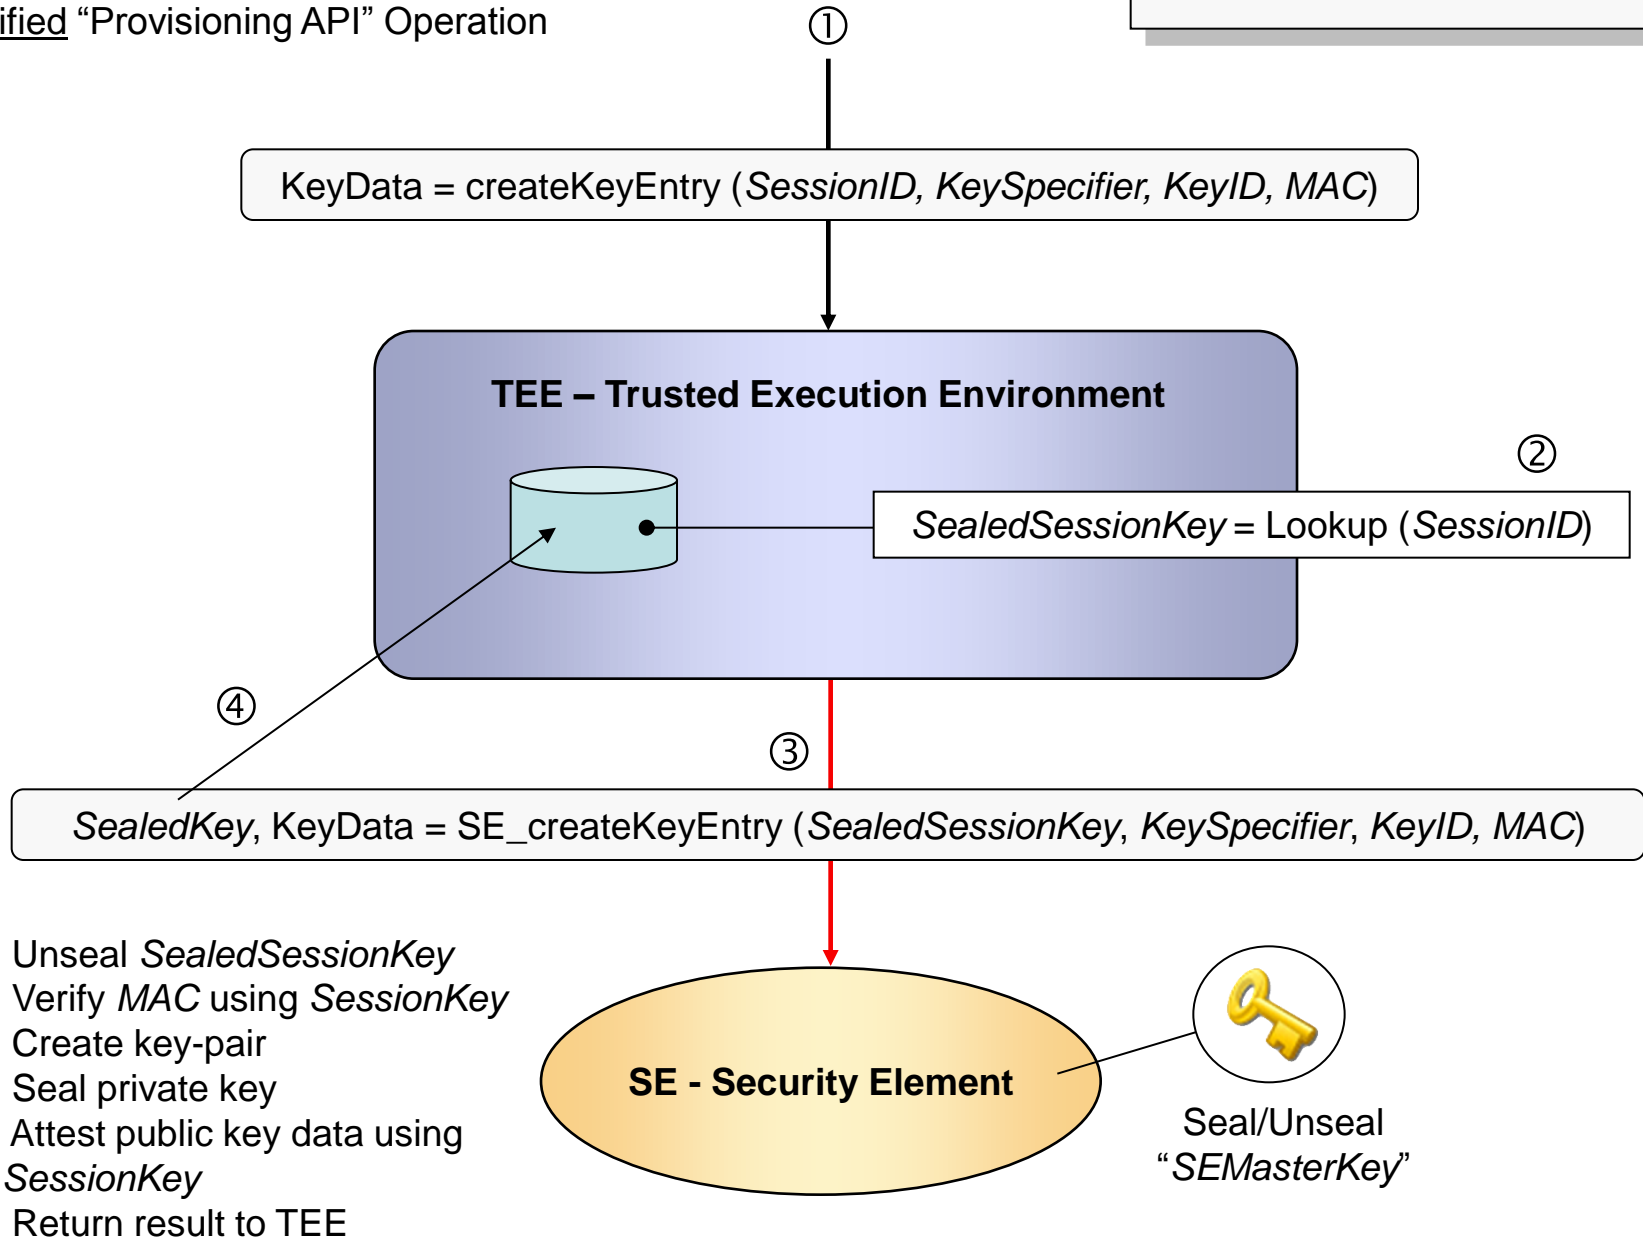 ified “Provisioning API” Operation
①
KeyData = createKeyEntry (SessionID, KeySpecifier, KeyID, MAC)
TEE – Trusted Execution Environment
②
SealedSessionKey = Lookup (SessionID)
④
③
SealedKey, KeyData = SE_createKeyEntry (SealedSessionKey, KeySpecifier, KeyID, MAC)
Unseal SealedSessionKey
Verify MAC using SessionKey
Create key-pair
Seal private key
Attest public key data using
SessionKey
Return result to TEE
SE - Security Element
Seal/Unseal
“SEMasterKey”